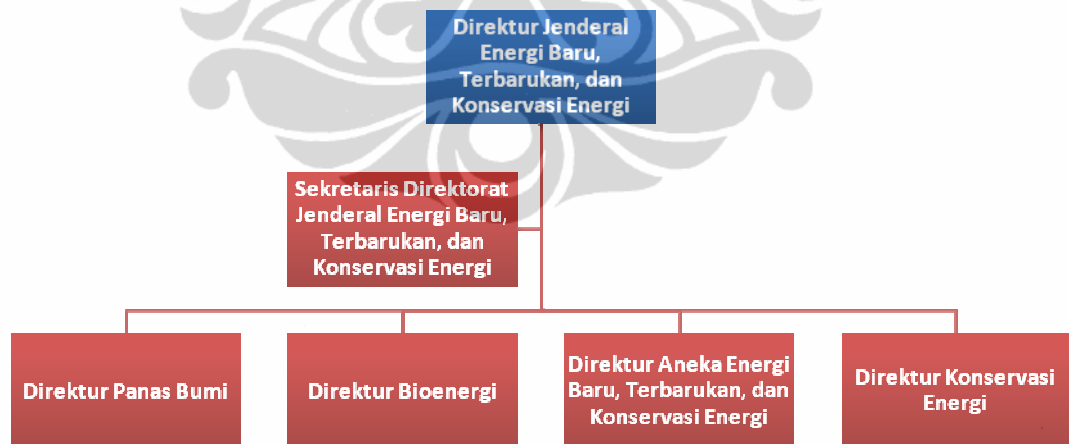 Direktur Jenderal
Energi Baru,
Terbarukan, dan
Konservasi Energi
Sekretaris Direktorat
Jenderal Energi Baru,
Terbarukan, dan
Konservasi Energi
Direktur Panas Bumi
Direktur Bioenergi
Direktur Aneka Energi
Baru, Terbarukan, dan
Konservasi Energi
Direktur Konservasi
Energi